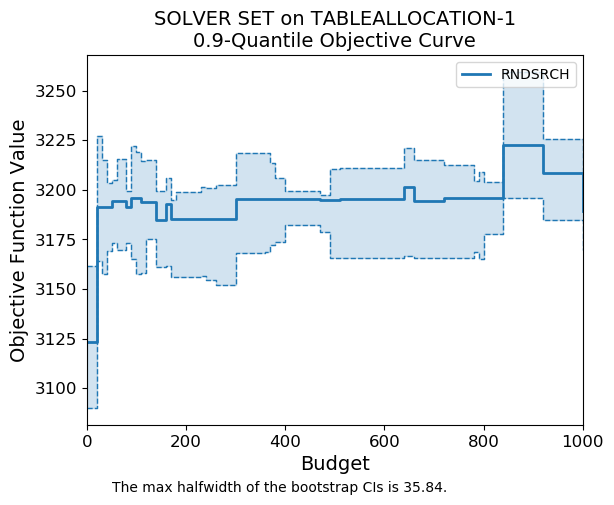 SOLVER SET on TABLEALLOCATION-1
0.9-Quantile Objective Curve
RNDSRCH
Objective Function Value
3250
3225
3200
3175
3150
3125
3100
0 200 400 600 800 1000
Budget
The max halfwidth of the bootstrap CIs is 35.84.